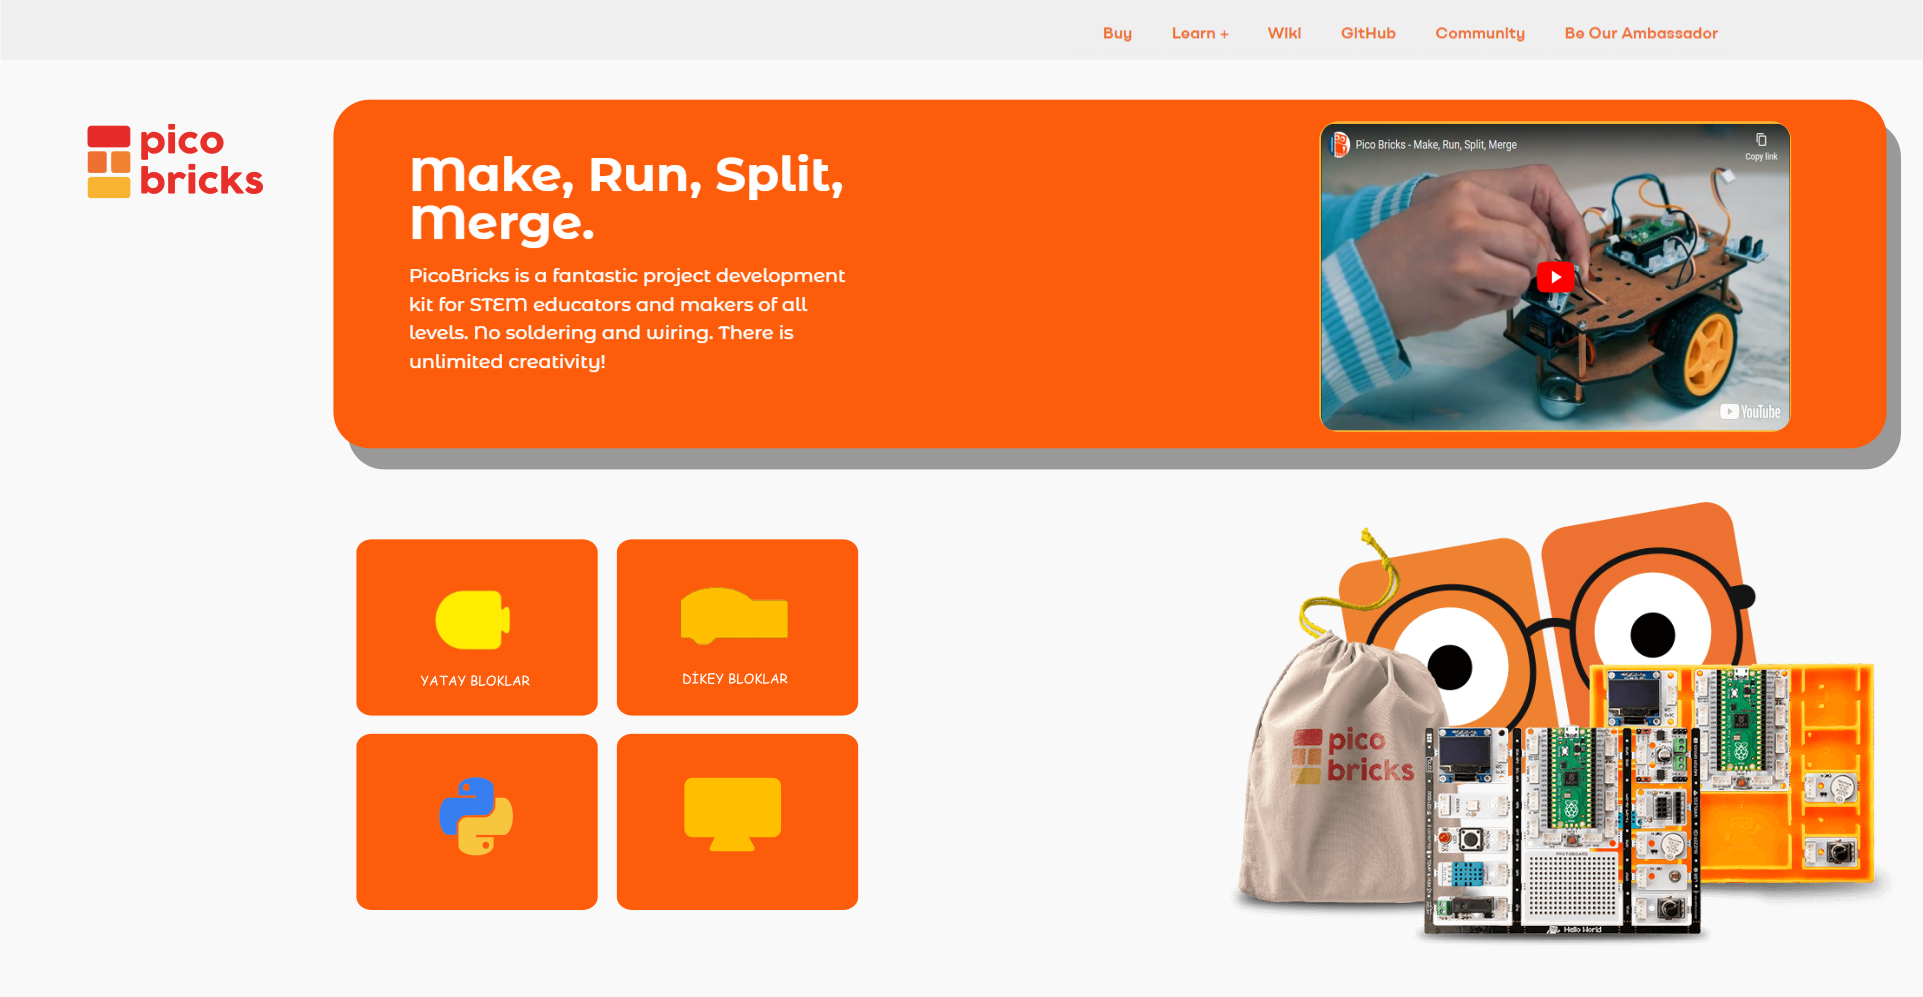 Buy
Learn +
Wiki
GitHub
Community
Be Our Ambassador
pico
bricks
Make, Run, Split,
Merge.
PicoBricks is a fantastic project development
kit for STEM educators and makers of all
levels. No soldering and wiring. There is
unlimited creativity!
Pico Bricks - Make, Run, Split, Merge
Copy link
YouTube
YATAY BLOKLAR
DİKEY BLOKLAR
pico
bricks
PROTOBOARD
Hello World